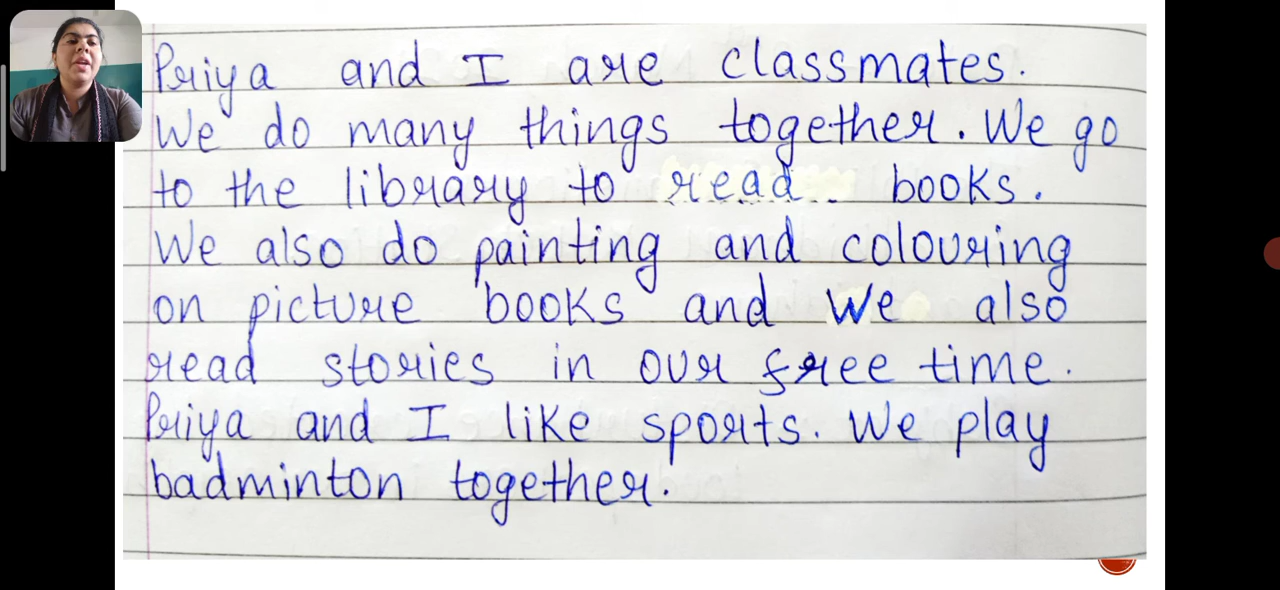 Priya and I are classmates.
We do many things together. We go
to the library to read books.
We also do painting and colouring
on picture books and We also
read stories in our free time.
Priya and I like sports. We play
badminton together.